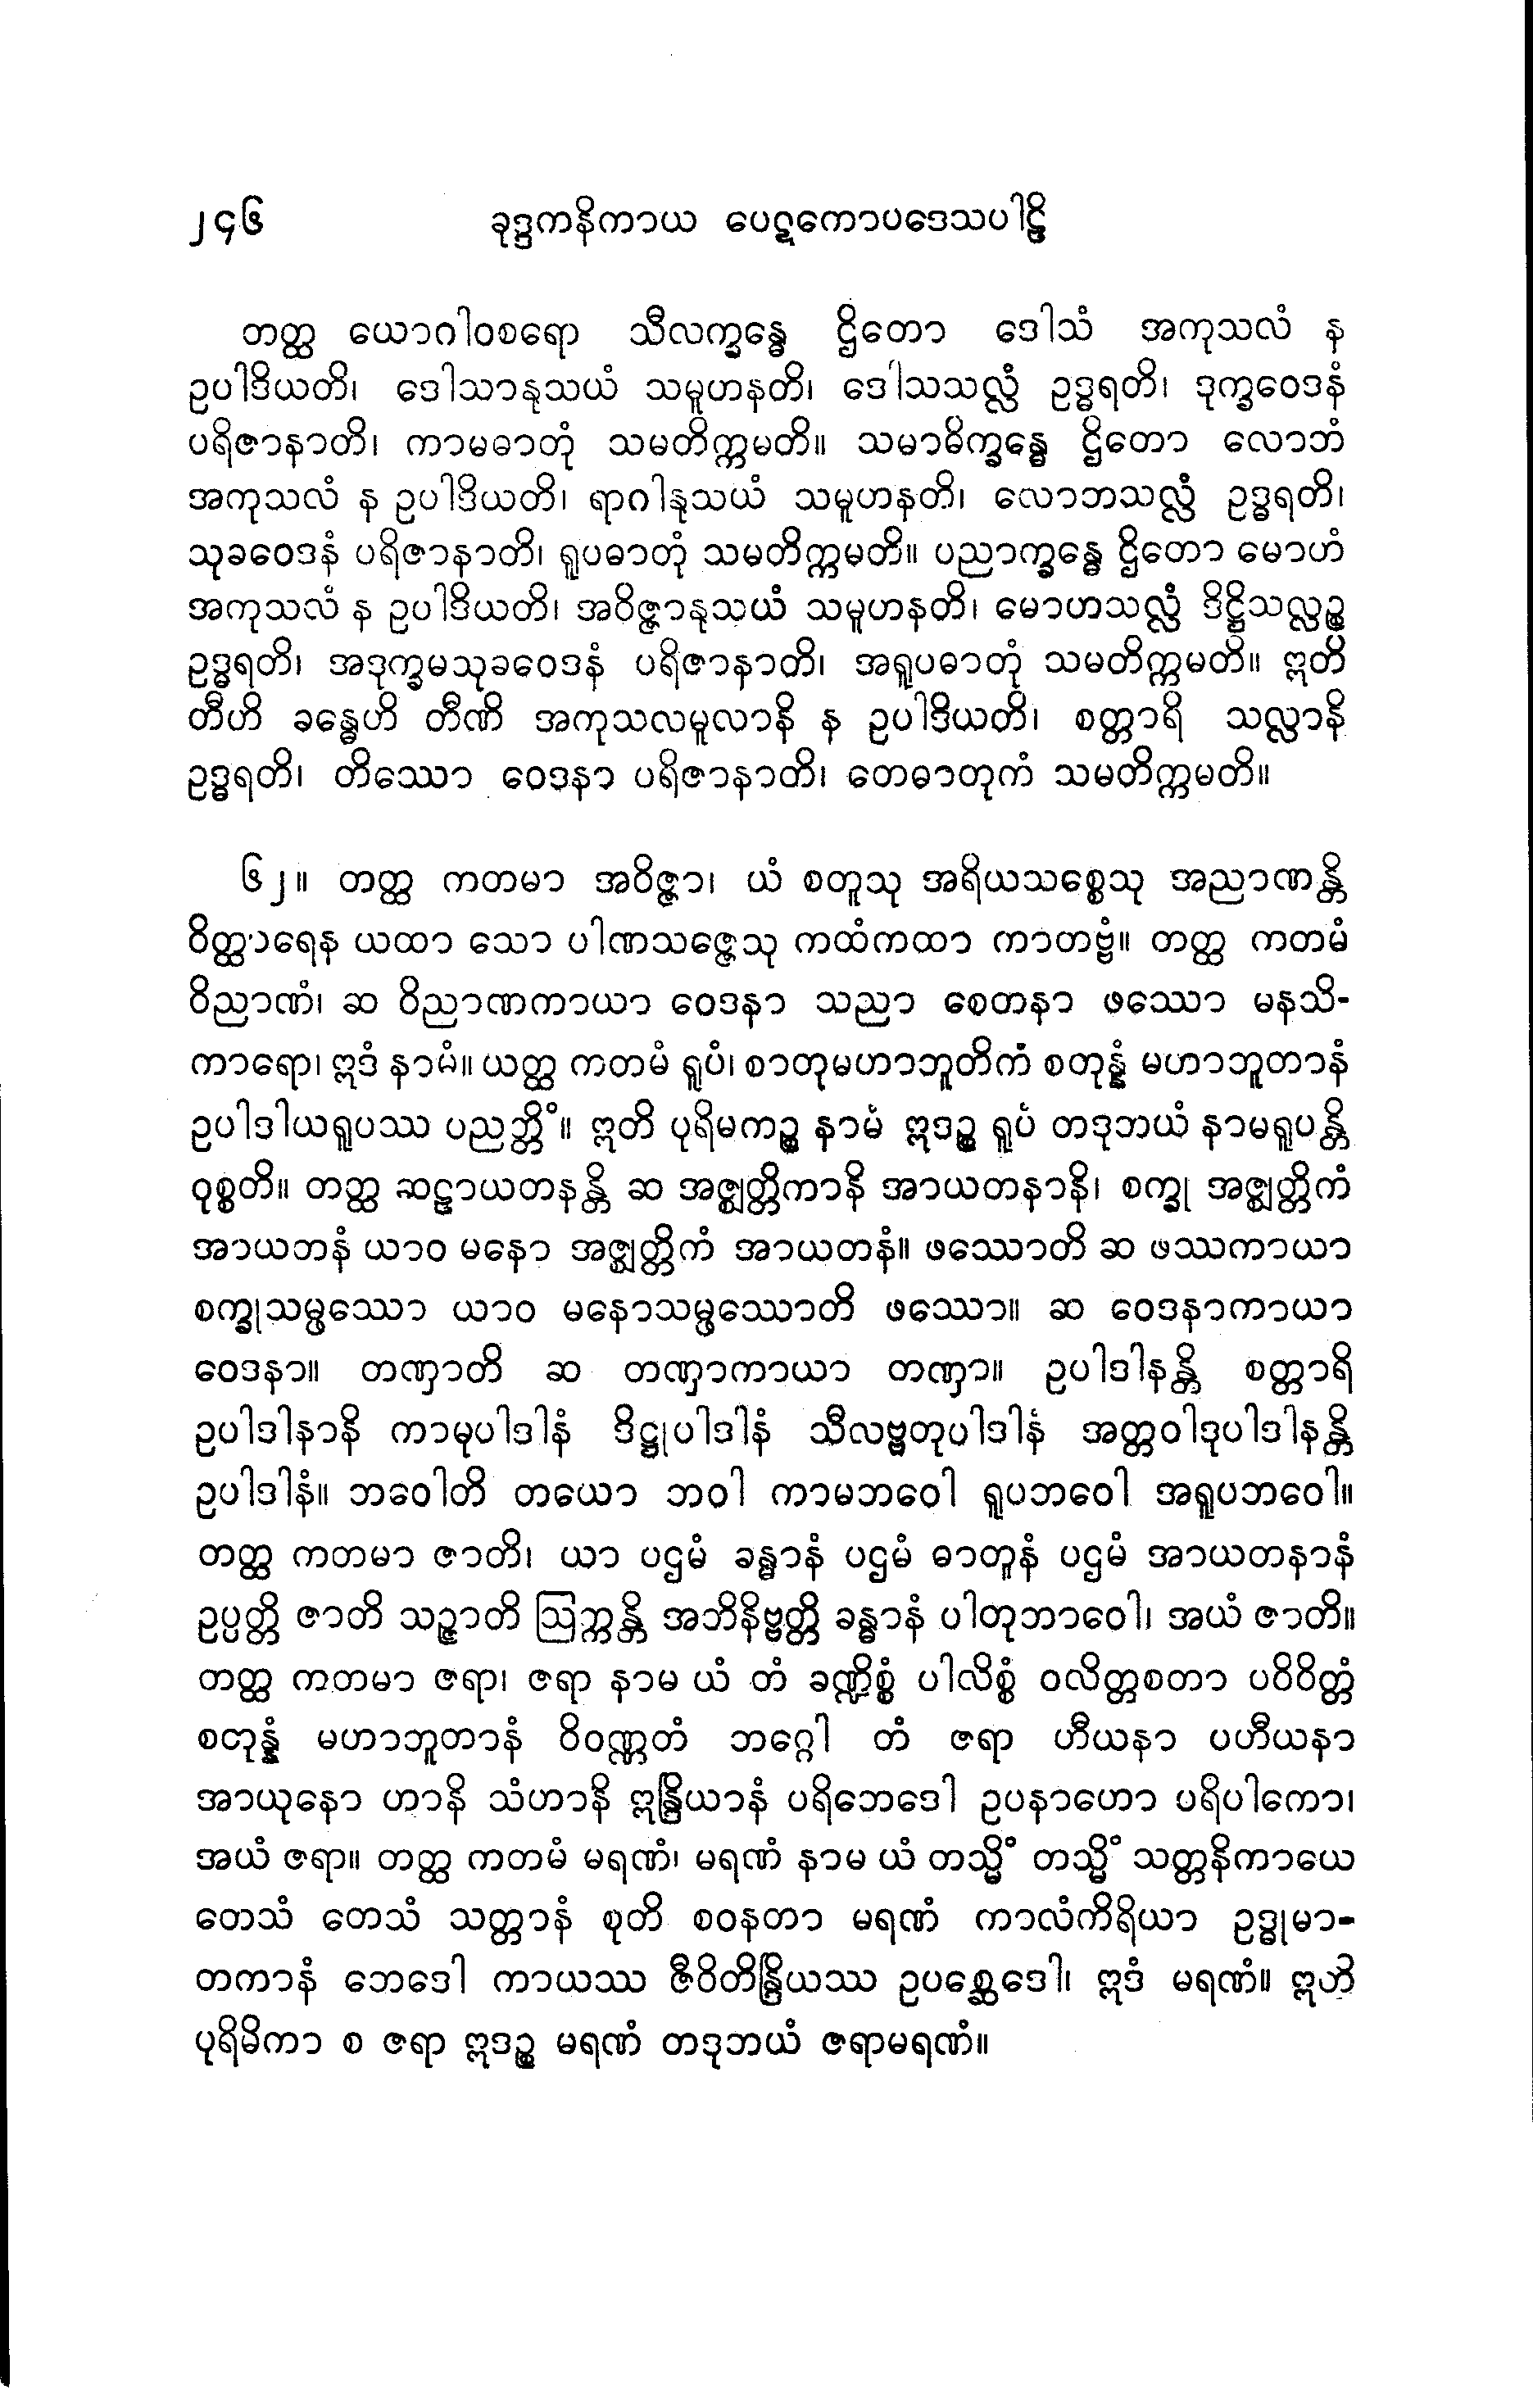 ၂၄၆ ခုဒ္ဒကနိကာယ ပေဋကောပဒေသပါဠိ
တတ္ထ ယောဂါဝစရော သီလက္ခန္ဓေ ဌိတော ဒေါသံ အကုသလံ န
ဥပါဒိယတိ၊ ဒေါသာနုသယံ သမူဟနတိ၊ ဒေါသသလ္လံ ဥဒ္ဓရတိ၊ ဒုက္ခဝေဒနံ
ပရိဇာနာတိ၊ ကာမဓာတုံ သမတိက္ကမတိ။ သမာဓိက္ခန္ဓေ ဌိတော လောဘံ
အကုသလံ န ဥပါဒိယတိ၊ ရာဂါနုသယံ သမူဟနတိ၊ လောဘသလ္လံ ဥဒ္ဓရတိ၊
သုခဝေဒနံ ပရိဇာနာတိ၊ ရူပဓာတုံ သမတိက္ကမတိ။ ပညာက္ခန္ဓေ ဌိတော မောဟံ
အကုသလံ န ဥပါဒိယတိ၊ အဝိဇ္ဇာနုသယံ သမူဟနတိ၊ မောဟသလ္လံ ဒိဋ္ဌိသလ္လဉ္စ
ဥဒ္ဓရတိ၊ အဒုက္ခမသုခဝေဒနံ ပရိဇာနာတိ၊ အရူပဓာတုံ သမတိက္ကမတိ။ ဣတိ
တီဟိ ခန္ဓေဟိ တီဏိ အကုသလမူလာနိ န ဥပါဒိယတိ၊ စတ္တာရိ သလ္လာနိ
ဥဒ္ဓရတိ၊ တိဿော ဝေဒနာ ပရိဇာနာတိ၊ တေဓာတုကံ သမတိက္ကမတိ။
၆၂။ တတ္ထ ကတမာ အဝိဇ္ဇာ၊ ယံ စတူသု အရိယသစ္စေသု အညာဏန္တိ
ဝိတ္ထာရေန ယထာ သော ပါဏသဇ္ဇေသု ကထံကထာ ကာတဗ္ဗံ။ တတ္ထ ကတမံ
ဝိညာဏံ၊ ဆ ဝိညာဏကာယာ ဝေဒနာ သညာ စေတနာ ဖဿော မနသိ-
ကာရော၊ ဣဒံ နာမံ။ ယတ္ထ ကတမံ ရူပံ၊ စာတုမဟာဘူတိကံ စတုန္နံ မဟာဘူတာနံ
ဥပါဒါယရူပဿ ပညတ္တိံ။ ဣတိ ပုရိမကဉ္စ နာမံ ဣဒဉ္စ ရူပံ တဒုဘယံ နာမရူပန္တိ
ဝုစ္စတိ။ တတ္ထ ဆဠာယတနန္တိ ဆ အဇ္ဈတ္တိကာနိ အာယတနာနိ၊ စက္ခု အဇ္ဈတ္တိကံ
အာယတနံ ယာဝ မနော အဇ္ဈတ္တိကံ အာယတနံ။ ဖဿောတိ ဆ ဖဿကာယာ
စက္ခုသမ္ဖဿော ယာဝ မနောသမ္ဖဿောတိ ဖဿော။ ဆ ဝေဒနာကာယာ
ဝေဒနာ။ တဏှာတိ ဆ တဏှာကာယာ တဏှာ။ ဥပါဒါနန္တိ စတ္တာရိ
ဥပါဒါနာနိ ကာမုပါဒါနံ ဒိဋ္ဌုပါဒါနံ သီလဗ္ဗတုပါဒါနံ အတ္တဝါဒုပါဒါနန္တိ
ဥပါဒါနံ။ ဘဝေါတိ တယော ဘဝါ ကာမဘဝေါ ရူပဘဝေါ အရူပဘဝေါ။
တတ္ထ ကတမာ ဇာတိ၊ ယာ ပဌမံ ခန္ဓာနံ ပဌမံ ဓာတူနံ ပဌမံ အာယတနာနံ
ဥပ္ပတ္တိ ဇာတိ သဉ္ဇာတိ ဩက္ကန္တိ အဘိနိဗ္ဗတ္တိ ခန္ဓာနံ ပါတုဘာဝေါ၊ အယံ ဇာတိ။
တတ္ထ ကတမာ ဇရာ၊ ဇရာ နာမ ယံ တံ ခဏ္ဍိစ္စံ ပါလိစ္စံ ဝလိတ္တစတာ ပဝိဝိတ္တံ
စတုန္နံ မဟာဘူတာနံ ဝိဝဏ္ဏတံ ဘဂ္ဂေါ တံ ဇရာ ဟီယနာ ပဟီယနာ
အာယုနော ဟာနိ သံဟာနိ ဣန္ဒြိယာနံ ပရိဘေဒေါ ဥပနာဟော ပရိပါကော၊
အယံ ဇရာ။ တတ္ထ ကတမံ မရဏံ၊ မရဏံ နာမ ယံ တသ္မိံ တသ္မိံ သတ္တနိကာယေ
တေသံ တေသံ သတ္တာနံ စုတိ စဝနတာ မရဏံ ကာလံကိရိယာ ဥဒ္ဓုမာ-
တကာနံ ဘေဒေါ ကာယဿ ဇီဝိတိန္ဒြိယဿ ဥပစ္ဆေဒေါ၊ ဣဒံ မရဏံ။ ဣတိ
ပုရိမိကာ စ ဇရာ ဣဒဉ္စ မရဏံ တဒုဘယံ ဇရာမရဏံ။